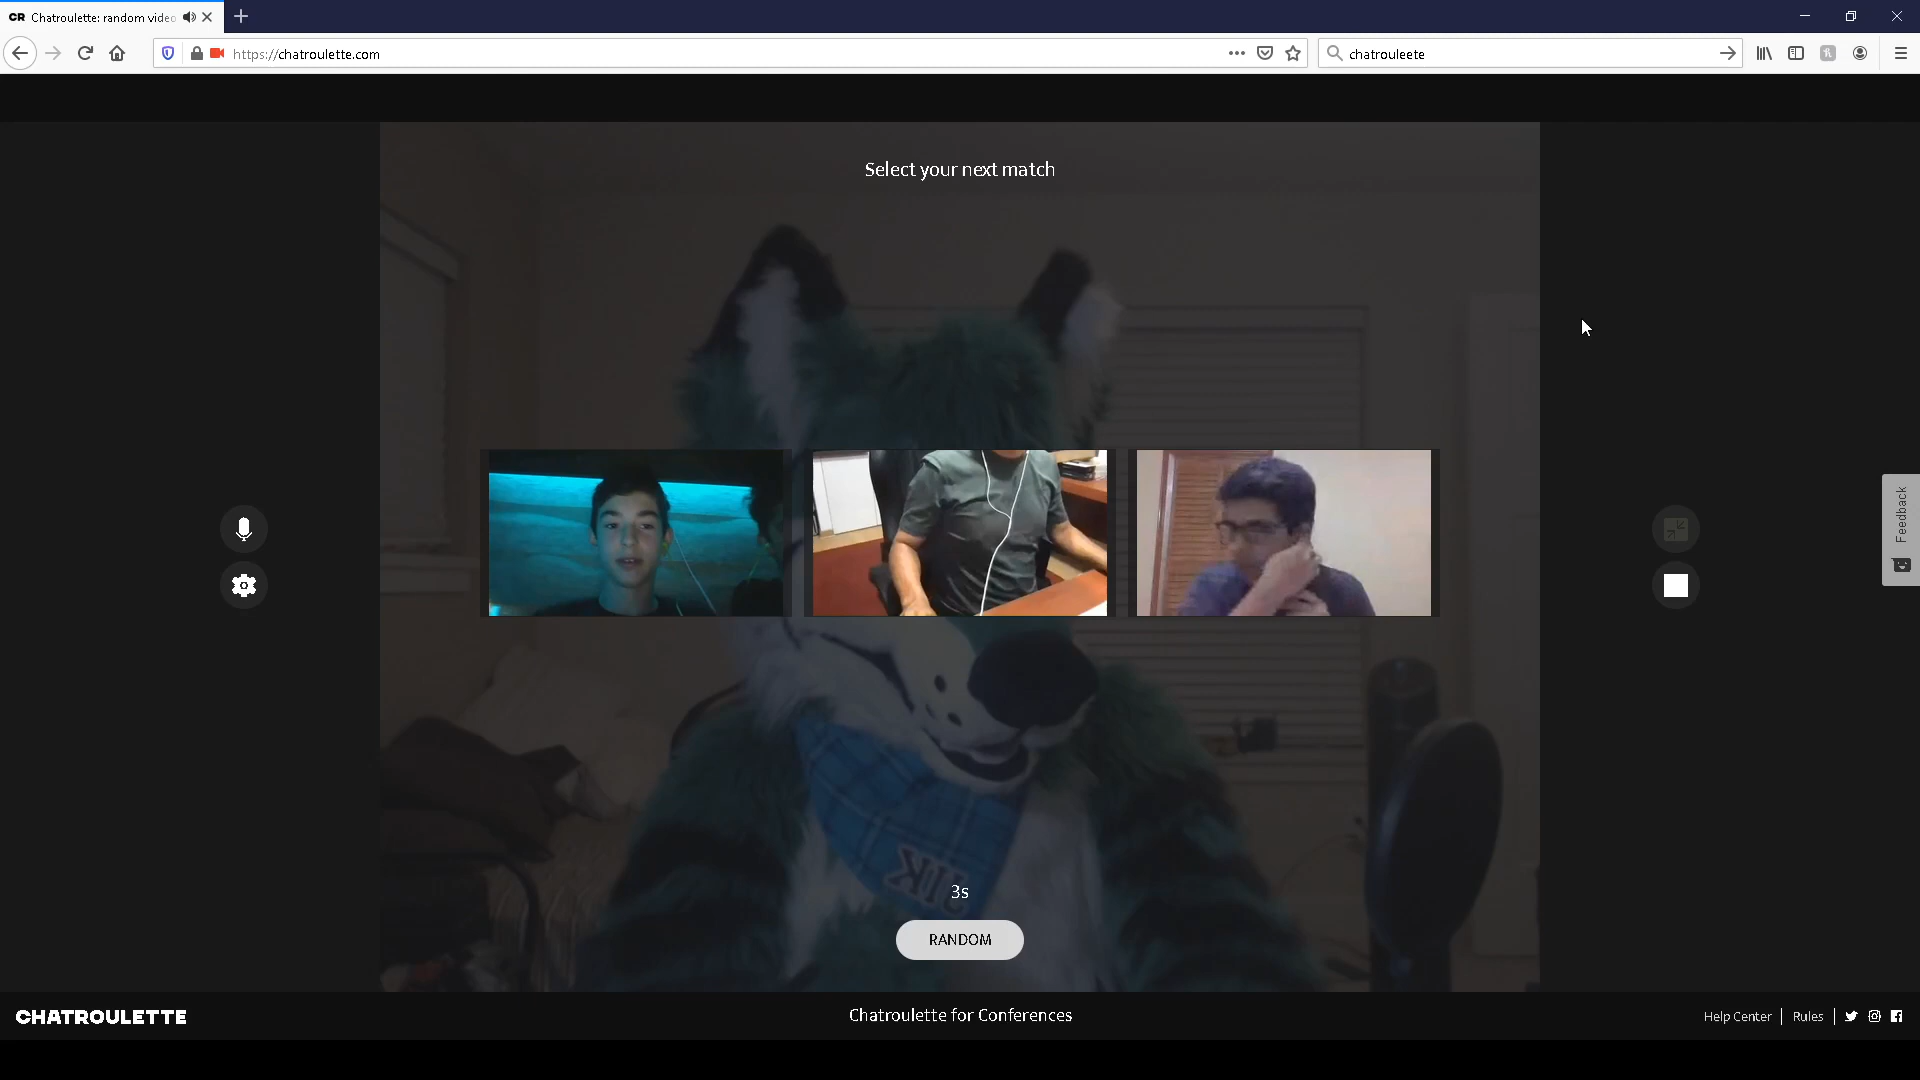 CR Chatroulette: random video
https://chatroulette.com
chatrouleete
Select your next match
Feedback
3s
RANDOM
CHATROULETTE
Chatroulette for Conferences
Help Center
Rules